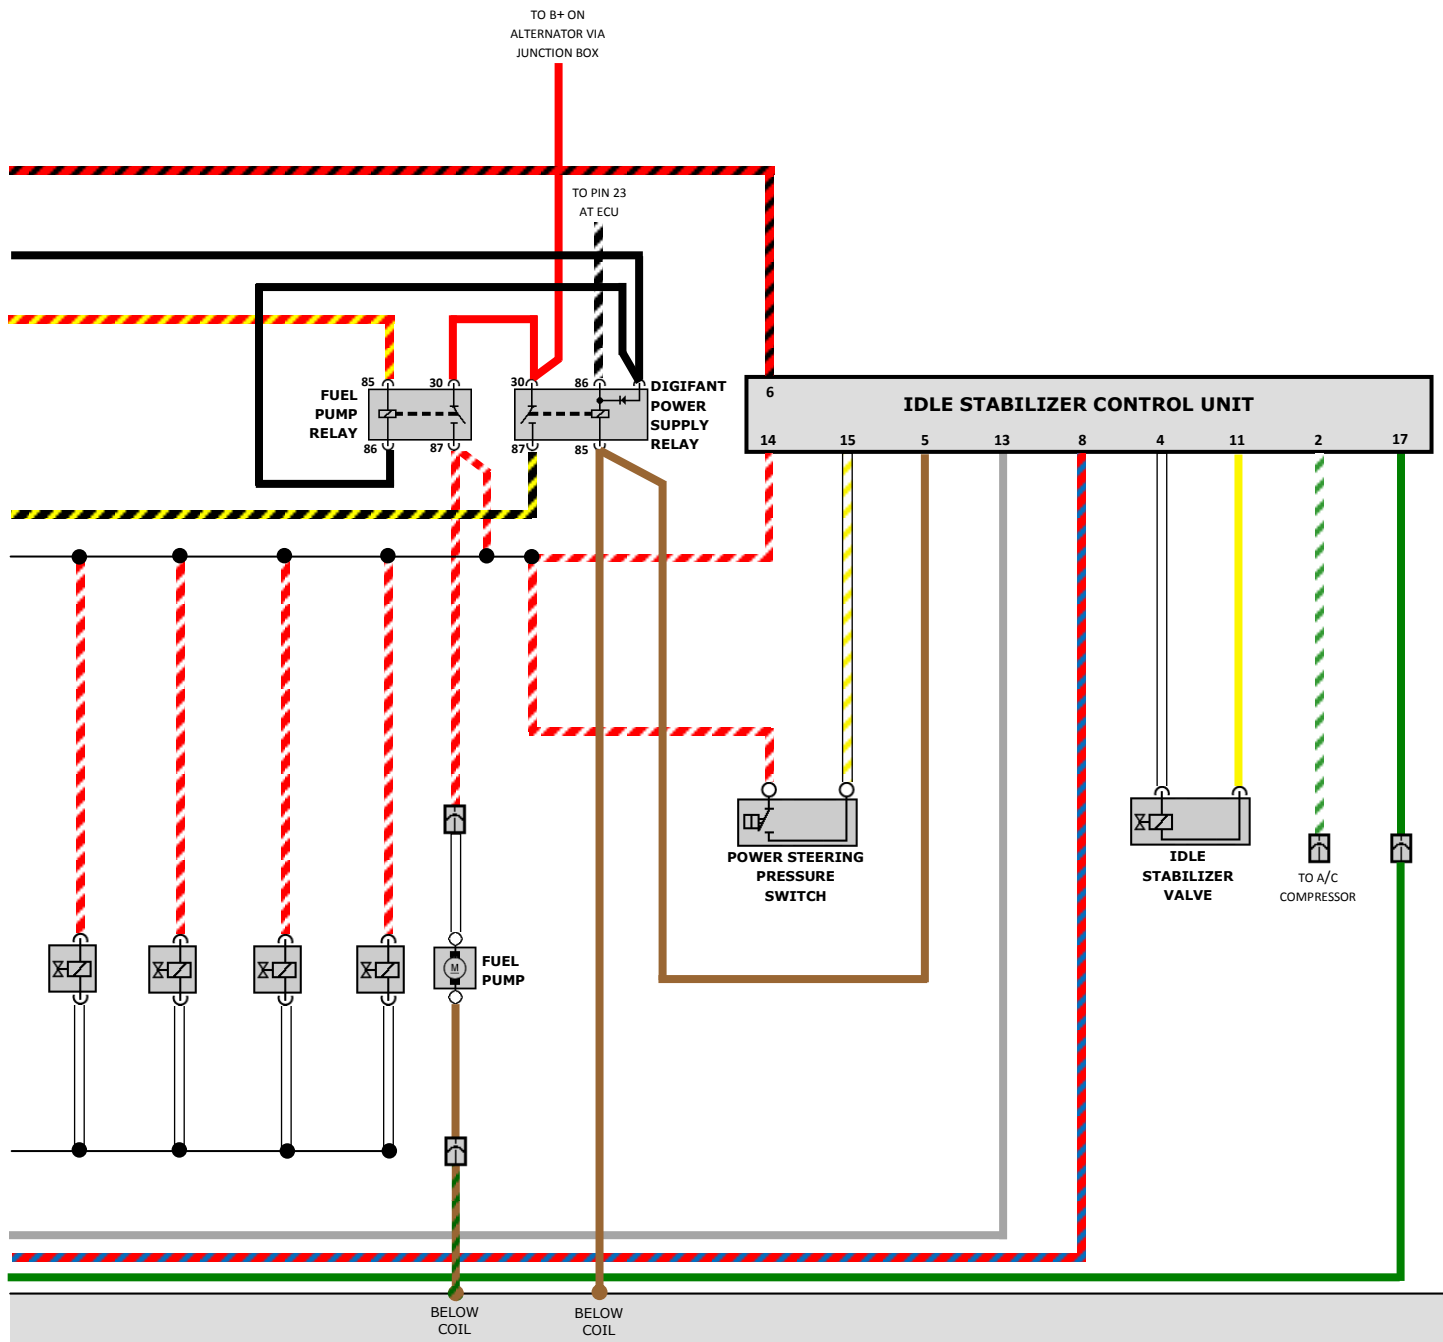 TO B+ ON
ALTERNATOR VIA
JUNCTION BOX
TO PIN 23
AT ECU
85
30
30
86
FUEL
PUMP
RELAY
DIGIFANT
POWER
SUPPLY
RELAY
86
87
87
85
6
IDLE STABILIZER CONTROL UNIT
14
15
5
13
8
4
11
2
17
POWER STEERING
PRESSURE
SWITCH
IDLE
STABILIZER
VALVE
TO A/C
COMPRESSOR
M
FUEL
PUMP
BELOW
COIL
BELOW
COIL